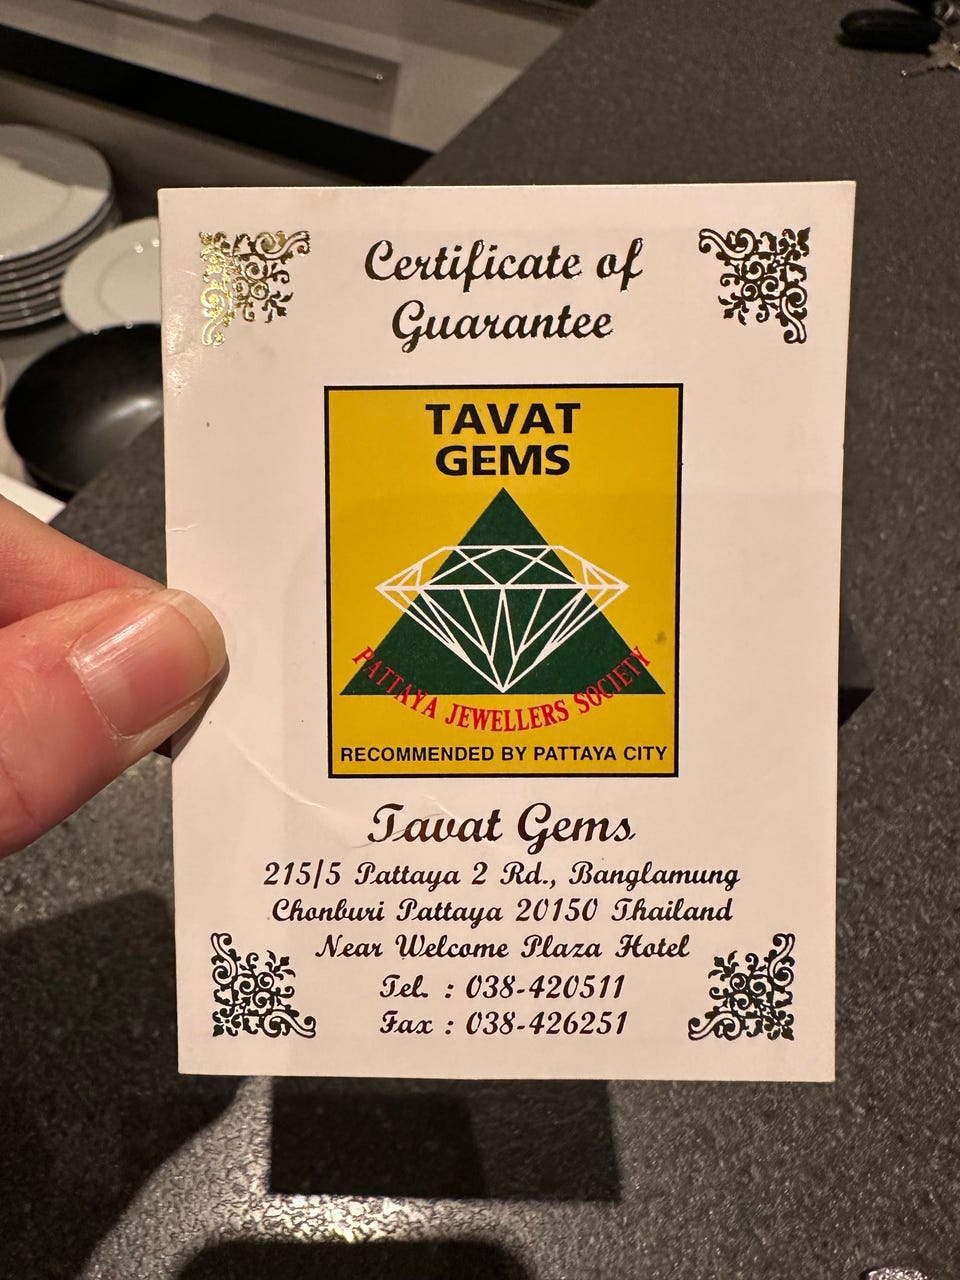 Certificate of
Guarantee
TAVAT
GEMS
PATTAYA JEWELLERS SOCIETY
RECOMMENDED BY PATTAYA CITY
Tavat Gems
215/5 Pattaya 2 Rd., Banglamung
Chonburi Pattaya 20150 Thailand
Near Welcome Plaza Hotel
Tel. : 038-420511
Fax : 038-426251